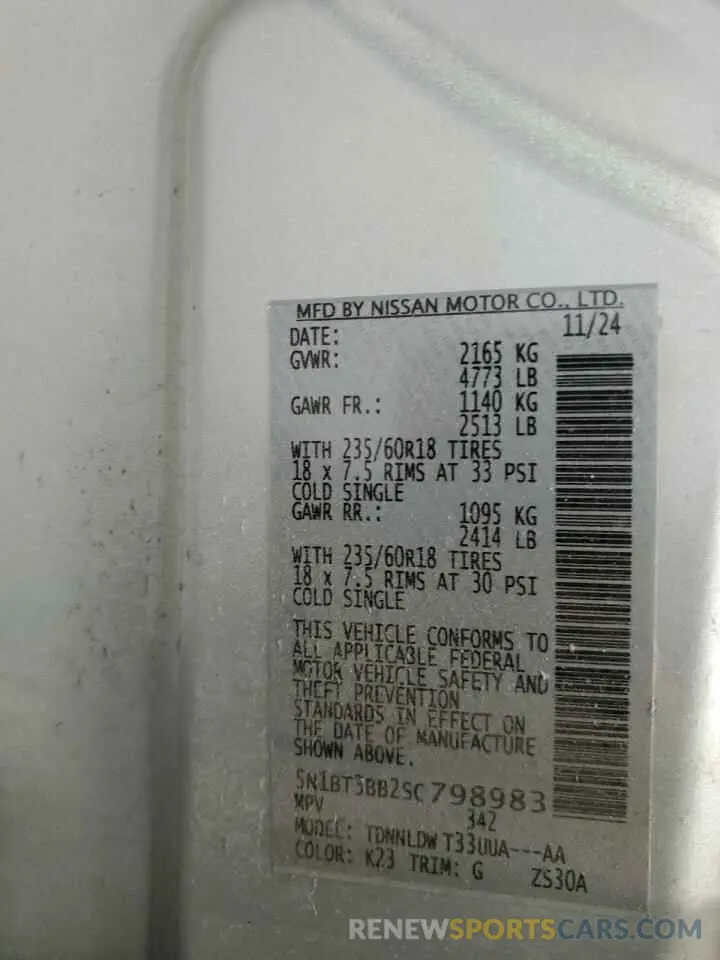 MFD BY NISSAN MOTOR CO., LTD.
DATE: 11/24
GVWR: 2165 KG
4773 LB
GAWR FR.: 1140 KG
2513 LB
WITH 235/60R18 TIRES
18 x 7.5 RIMS AT 33 PSI
COLD SINGLE
GAWR RR.: 1095 KG
2414 LB
WITH 235/60R18 TIRES
18 x 7.5 RIMS AT 30 PSI
COLD SINGLE
THIS VEHICLE CONFORMS TO
ALL APPLICABLE FEDERAL
MOTOR VEHICLE SAFETY AND
THEFT PREVENTION
STANDARDS IN EFFECT ON
THE DATE OF MANUFACTURE
SHOWN ABOVE.
5N1BT3BB2SC798983
MPV 342
MODEL: TDNNLDW T33UUA---AA
COLOR: K23 TRIM: G ZS30A
RENEWSPORTSCARS.COM